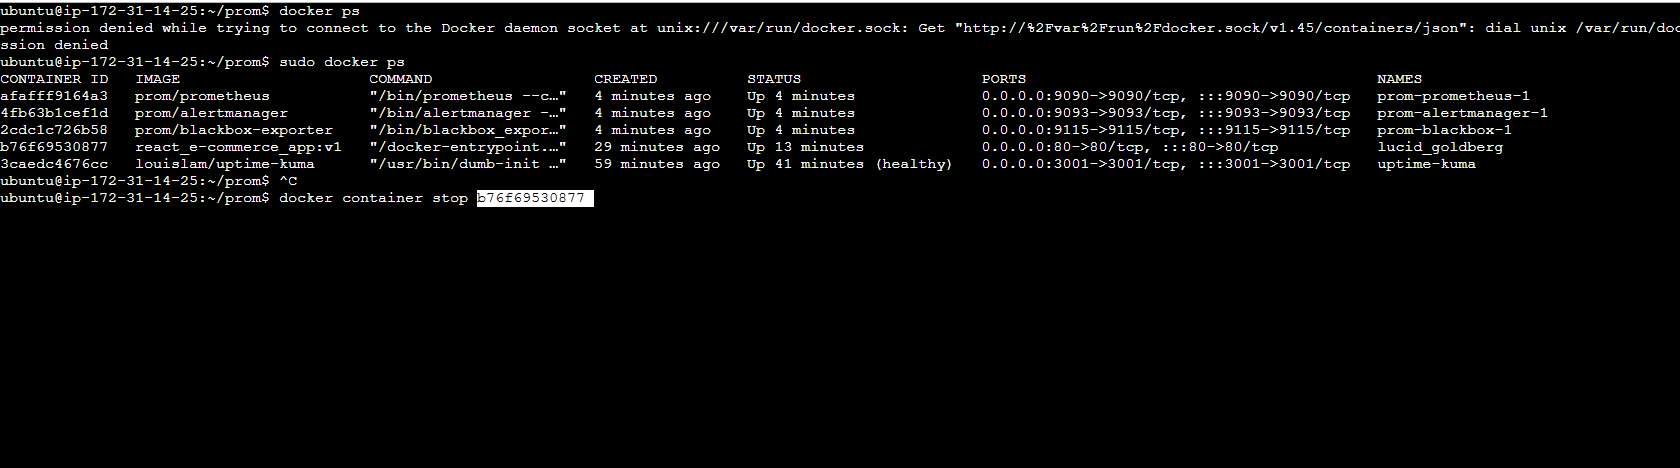 ubuntu@ip-172-31-14-25:~/prom$ docker ps
permission denied while trying to connect to the Docker daemon socket at unix:///var/run/docker.sock: Get "http://%2Fvar%2Frun%2Fdocker.sock/v1.45/containers/json": dial unix /var/run/doc
ssion denied
ubuntu@ip-172-31-14-25:~/prom$ sudo docker ps
CONTAINER ID   IMAGE                     COMMAND                  CREATED          STATUS                    PORTS                                       NAMES
afafff9164a3   prom/prometheus           "/bin/prometheus --c…"   4 minutes ago    Up 4 minutes              0.0.0.0:9090->9090/tcp, :::9090->9090/tcp   prom-prometheus-1
4fb63b1cef1d   prom/alertmanager         "/bin/alertmanager -…"   4 minutes ago    Up 4 minutes              0.0.0.0:9093->9093/tcp, :::9093->9093/tcp   prom-alertmanager-1
2cdc1c726b58   prom/blackbox-exporter    "/bin/blackbox_expor…"   4 minutes ago    Up 4 minutes              0.0.0.0:9115->9115/tcp, :::9115->9115/tcp   prom-blackbox-1
b76f69530877   react_e-commerce_app:v1   "/docker-entrypoint.…"   29 minutes ago   Up 13 minutes             0.0.0.0:80->80/tcp, :::80->80/tcp           lucid_goldberg
3caedc4676cc   louislam/uptime-kuma      "/usr/bin/dumb-init …"   59 minutes ago   Up 41 minutes (healthy)   0.0.0.0:3001->3001/tcp, :::3001->3001/tcp   uptime-kuma
ubuntu@ip-172-31-14-25:~/prom$ ^C
ubuntu@ip-172-31-14-25:~/prom$ docker container stop b76f69530877